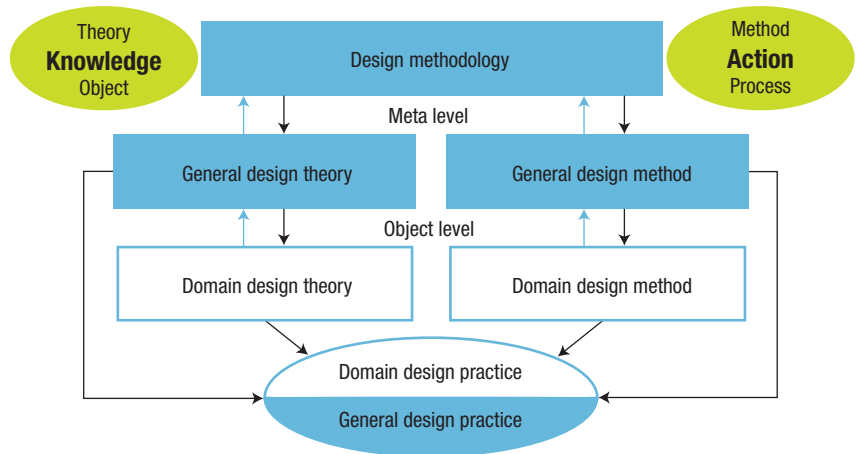 Theory
Knowledge
Object
Design methodology
Method
Action
Process
Meta level
General design theory
General design method
Object level
Domain design theory
Domain design method
Domain design practice
General design practice